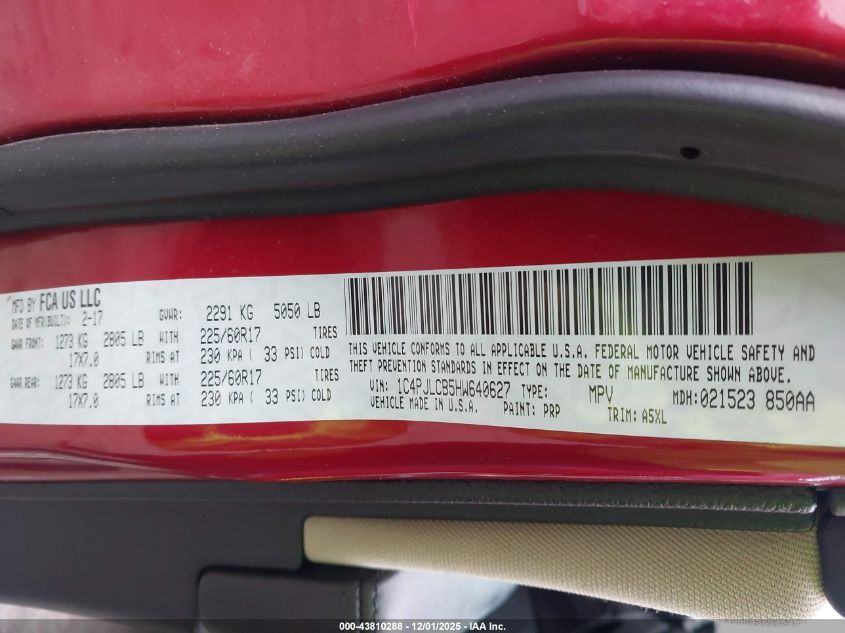 MFD BY FCA US LLC
DATE OF MFR(BUILT): 2-17 GVWR: 2291 KG 5050 LB
GAWR FRONT: 1273 KG 2805 LB WITH 225/60R17 TIRES
17X7.0 RIMS AT 230 KPA ( 33 PSI) COLD
GAWR REAR: 1273 KG 2805 LB WITH 225/60R17 TIRES
17X7.0 RIMS AT 230 KPA ( 33 PSI) COLD
THIS VEHICLE CONFORMS TO ALL APPLICABLE U.S.A. FEDERAL MOTOR VEHICLE SAFETY AND
THEFT PREVENTION STANDARDS IN EFFECT ON THE DATE OF MANUFACTURE SHOWN ABOVE.
VIN: 1C4PJLCB5HW640627 TYPE: MPV MDH: 021523 850AA
VEHICLE MADE IN U.S.A. PAINT: PRP TRIM: A5XL
000-43810288 - 12/01/2025 - IAA Inc.